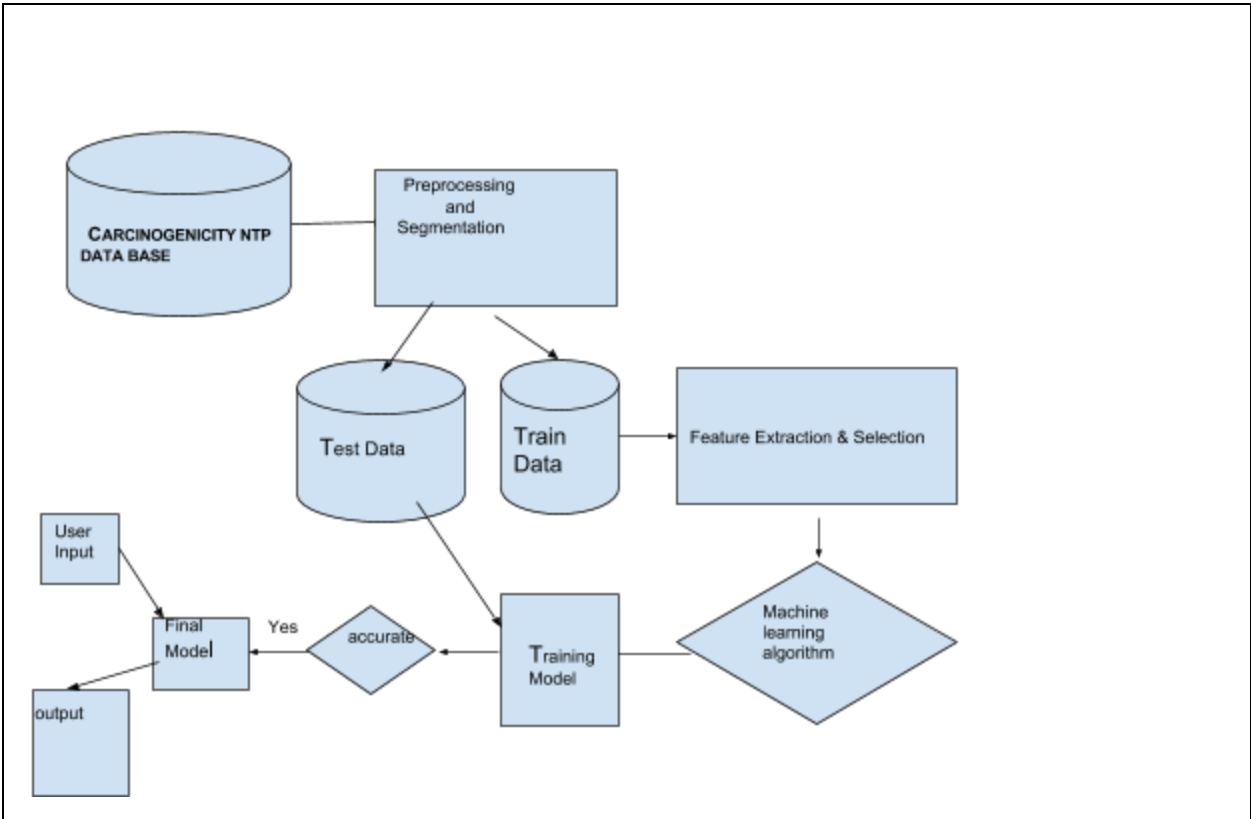 CARCINOGENICITY NTP
DATA BASE
Preprocessing
and
Segmentation
Test Data
Train
Data
Feature Extraction & Selection
User
Input
Final
Model
Yes
accurate
Training
Model
Machine
learning
algorithm
output